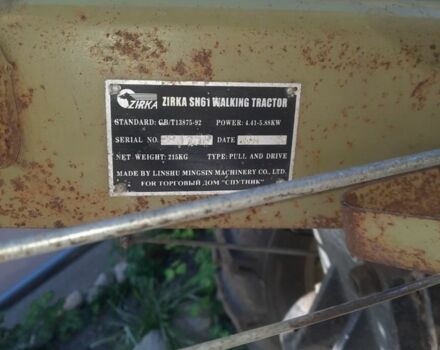 ZIRKA ZIRKA SH61 WALKING TRACTOR
STANDARD: GB/T13875-92 POWER: 4.41-5.88KW
SERIAL NO. DATE
NET WEIGHT: 215KG TYPE: PULL AND DRIVE
MADE BY LINSHU MINGSIN MACHINERY CO., LTD.
FOR ТОРГОВЫЙ ДОМ "СПУТНИК"